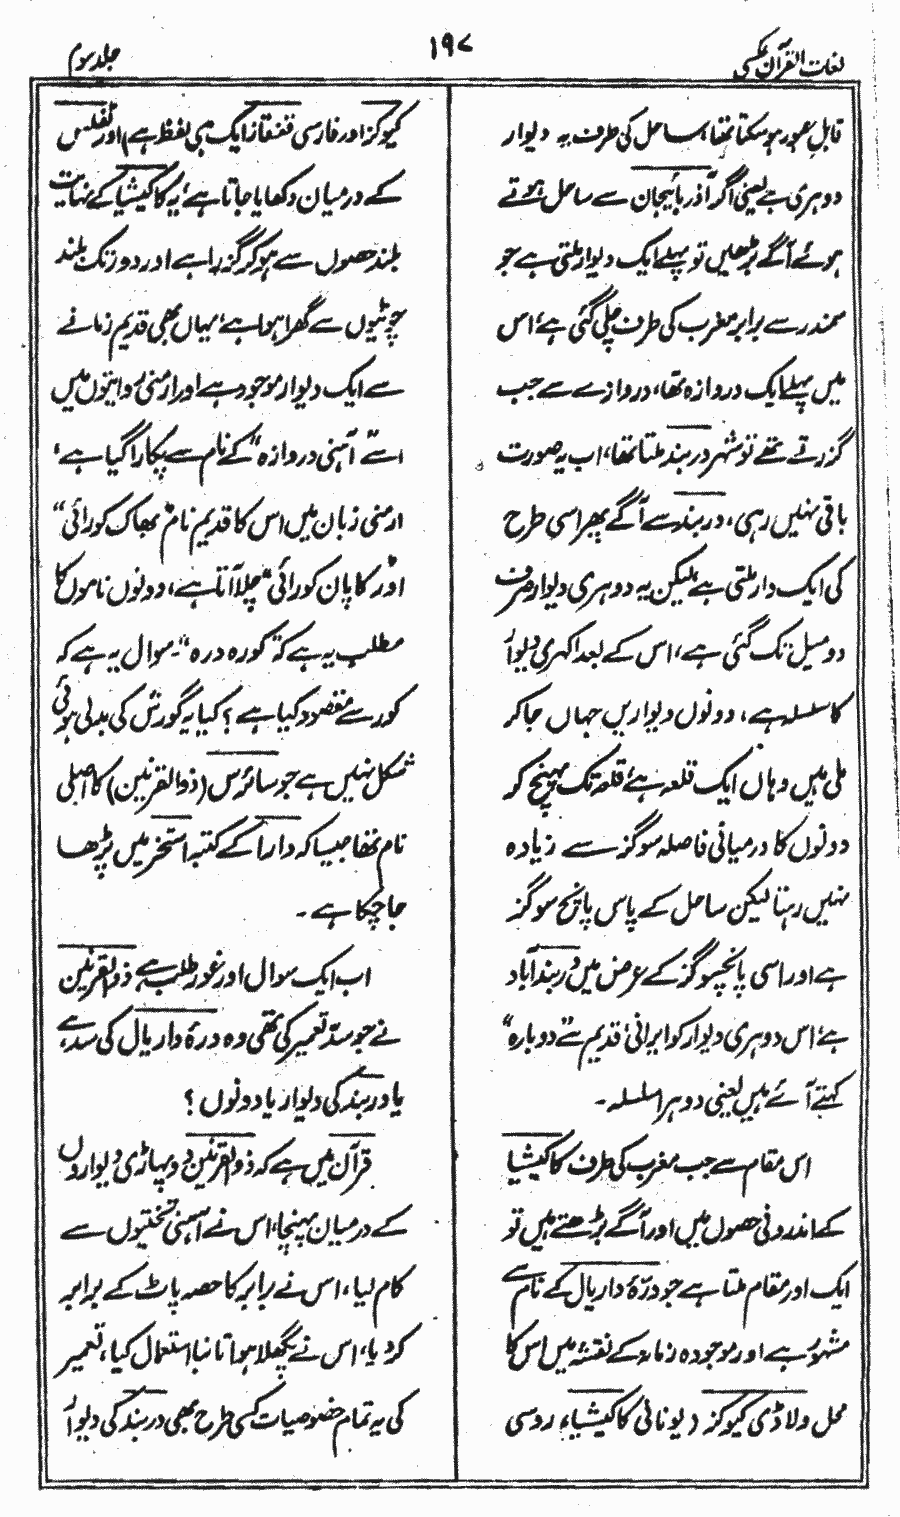 لغات القرآن عکسی
۱۹۷
جلد سوم
قابل عبور ہو سکتا تھا، ساحل کی طرف یہ دیوار
دوہری ہے یعنی اگر آذربائیجان سے ساحل ہوتے
ہوئے آگے بڑھیں تو پہلے ایک دیوار ملتی ہے جو
سمندر سے برابر مغرب کی طرف چلی گئی ہے، اس
میں پہلے ایک دروازہ تھا، دروازے سے جب
گزرتے تھے تو شہر دربند ملتا تھا، اب یہ صورت
باقی نہیں رہی، دربند سے آگے پھر اسی طرح
کی ایک دار ملتی ہے، لیکن یہ دوہری دیوار صرف
دو میل تک گئی ہے، اس کے بعد اکہری دیوار
کا سلسلہ ہے، دونوں دیواریں جہاں جا کر
ملی ہیں وہاں ایک قلعہ ہے، قلعہ تک پہنچ کر
دونوں کا درمیانی فاصلہ سو گز سے زیادہ
نہیں رہتا لیکن ساحل کے پاس پانچ سو گز
ہے اور اسی پانچسو گز کے عرض میں دربند آباد
ہے، اس دوہری دیوار کو ایرانی قدیم سے "دوبارہ"
کہتے آئے ہیں یعنی دوہرا سلسلہ۔
اس مقام سے جب مغرب کی طرف کاکیشیا
کے اندرونی حصوں میں اور آگے بڑھتے ہیں تو
ایک اور مقام ملتا ہے جو درۂ داریال کے نام سے
مشہور ہے اور موجودہ زمانہ کے نقشہ میں اس کا
محل ولاڈی کیوکز (یونانی کاکیشیا، روسی
کیوکز اور فارسی قفقاز ایک ہی لفظ ہے) اور ٹفلس
کے درمیان دکھایا جاتا ہے، یہ کاکیشیا کے نہایت
بلند حصوں سے ہو کر گزرا ہے اور دور تک بلند
چوٹیوں سے گھرا ہوا ہے، یہاں بھی قدیم زمانے
سے ایک دیوار موجود ہے اور ارمنی روایتوں میں
اسے "آہنی دروازہ" کے نام سے پکارا گیا ہے،
ارمنی زبان میں اس کا قدیم نام "پھاک کورائی"
اور "کاپان کورائی" چلا آتا ہے، دونوں ناموں کا
مطلب یہ ہے کہ "کور کا درہ"۔ سوال یہ ہے کہ
کور سے مقصود کیا ہے؟ کیا یہ گورش کی بدلی ہوئی
شکل نہیں ہے جو سائرس (ذوالقرنین) کا اصلی
نام تھا جیسا کہ دارا کے کتبہ استخر میں پڑھا
جا چکا ہے۔
اب ایک سوال اور غور طلب ہے ذوالقرنین
نے جو سدّ تعمیر کی تھی وہ درۂ داریال کی سد ہے،
یا دربند کی دیوار یا دونوں؟
قرآن میں ہے کہ ذوالقرنین دو پہاڑی دیواروں
کے درمیان پہنچا، اس نے آہنی تختیوں سے
کام لیا، اس نے برابر کا حصہ پاٹ کے برابر
کر دیا، اس نے پگھلا ہوا تانبا استعمال کیا، تعمیر
کی یہ تمام خصوصیات کسی طرح بھی دربند کی دیوار